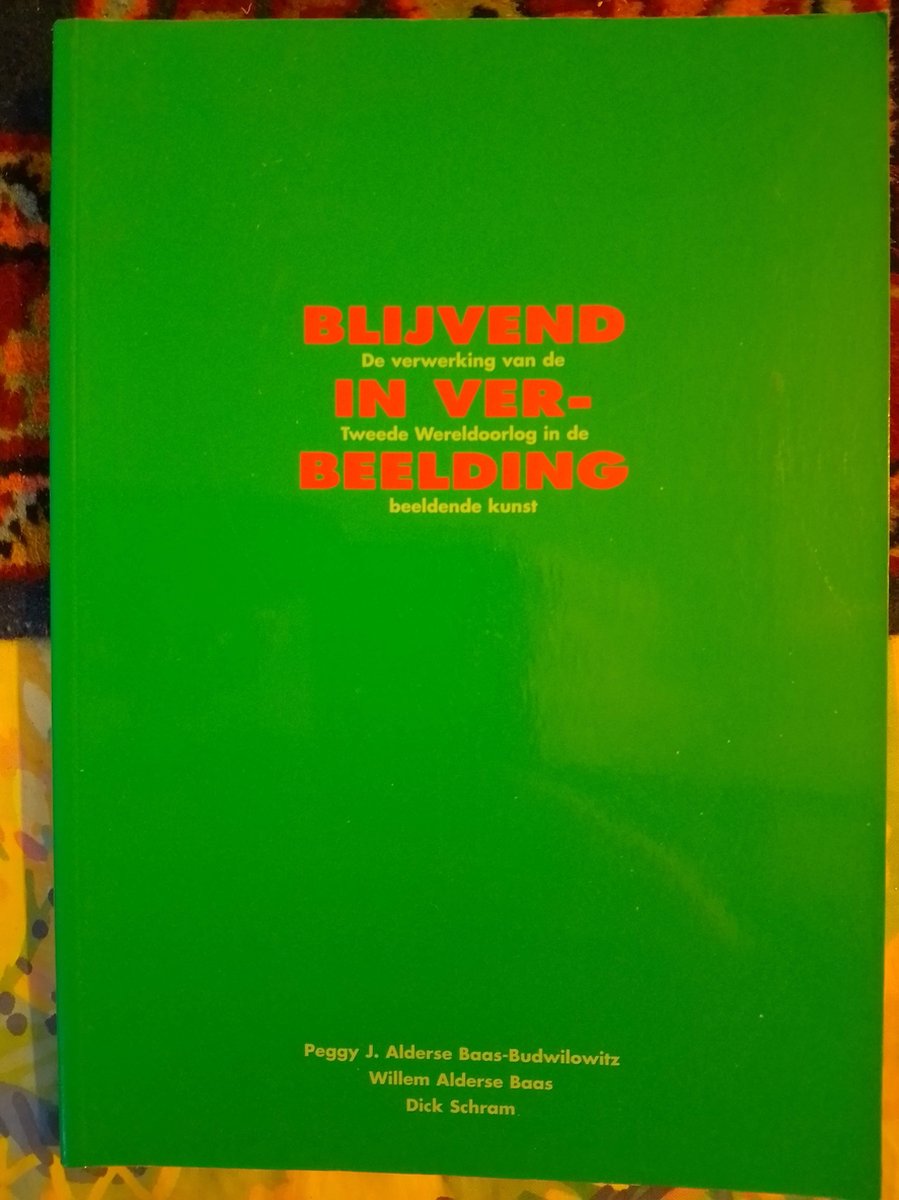 BLIJVEND
De verwerking van de
IN VER-
Tweede Wereldoorlog in de
BEELDING
beeldende kunst
Peggy J. Alderse Baas-Budwilowitz
Willem Alderse Baas
Dick Schram